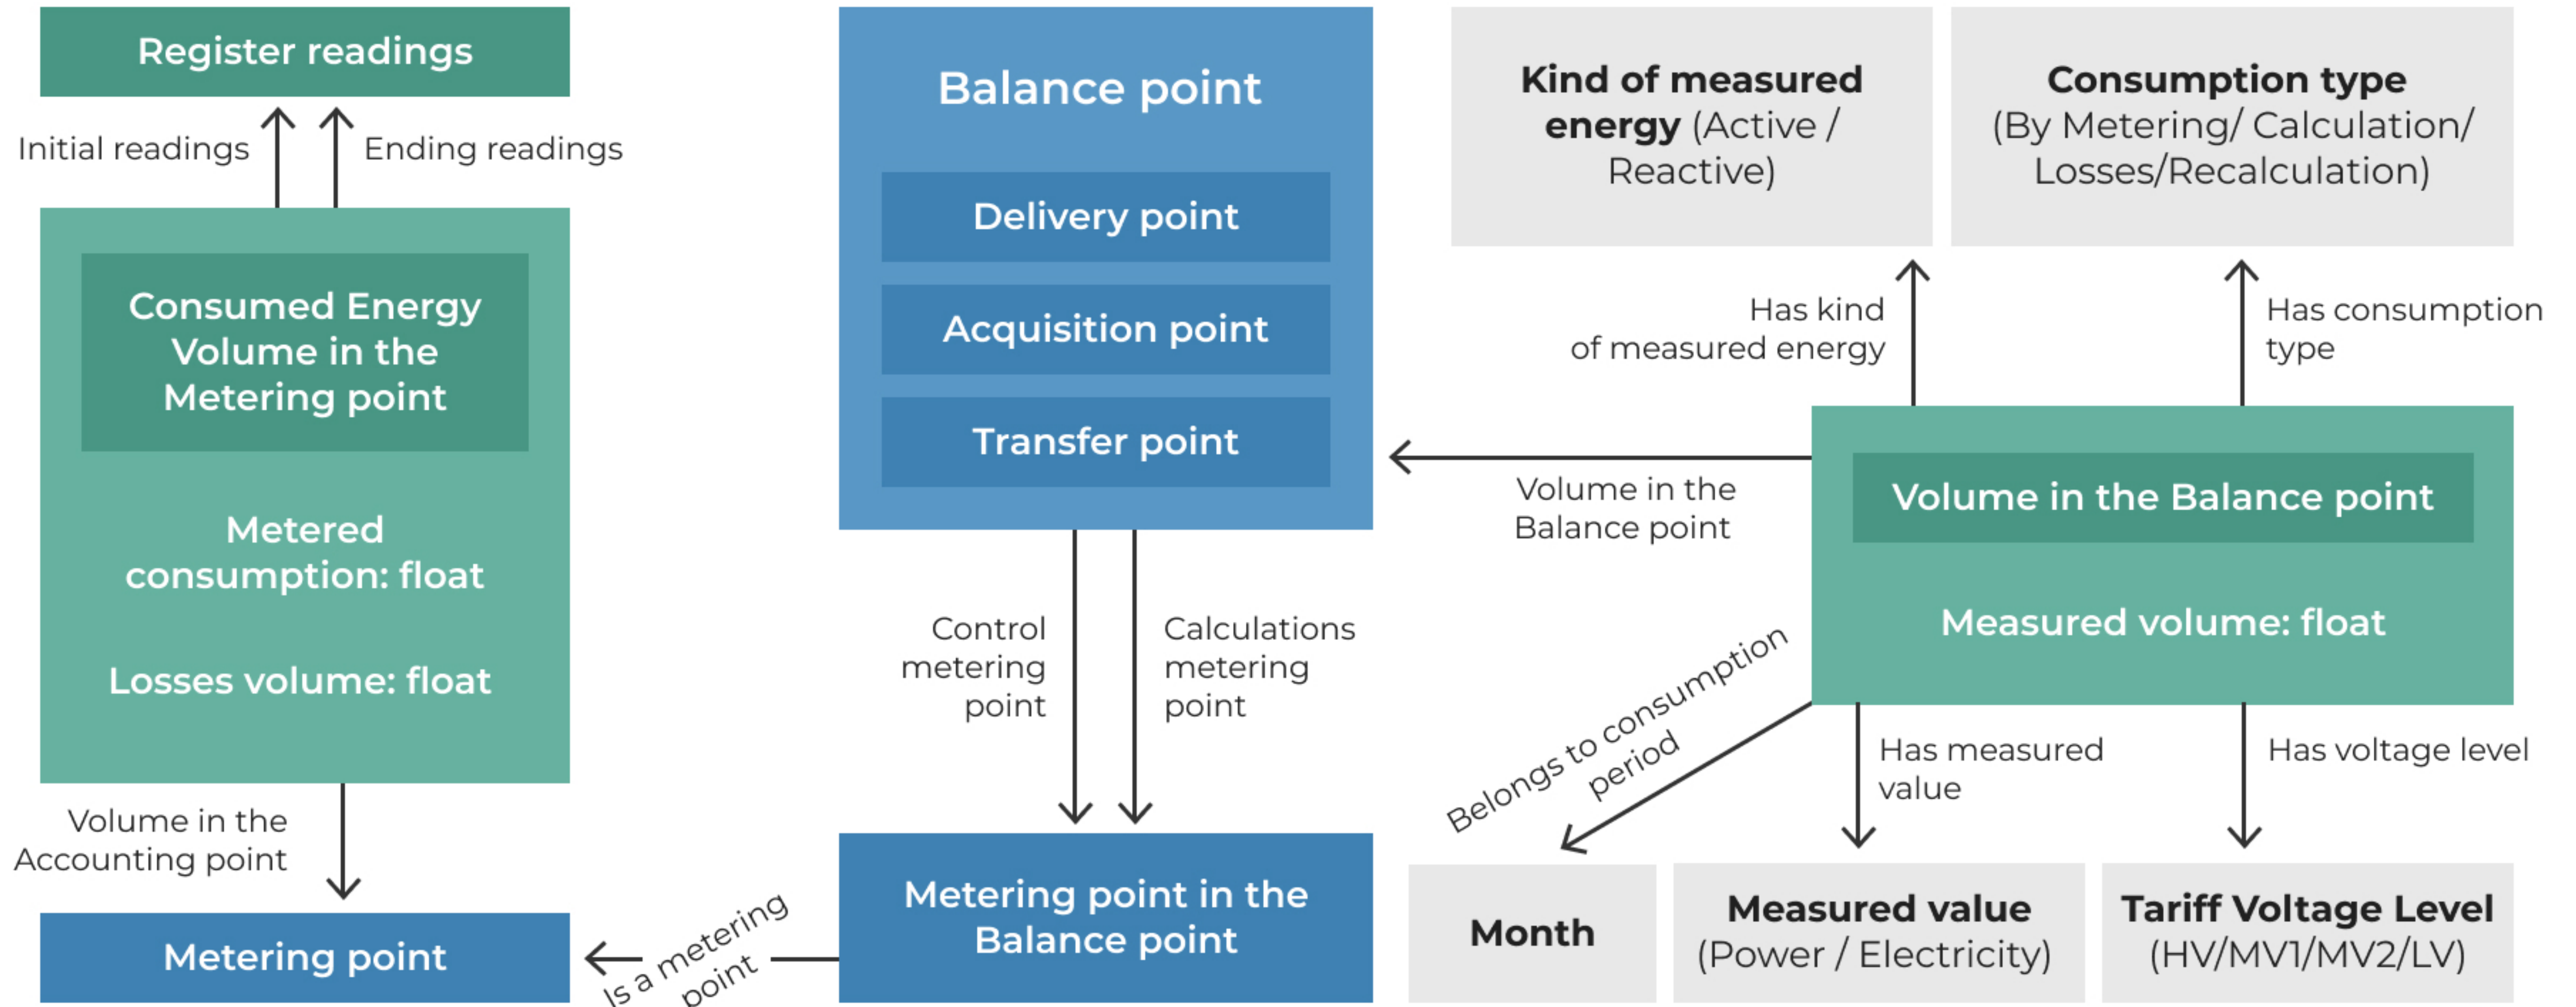 Register readings
Initial readings
Ending readings
Consumed Energy
Volume in the
Metering point
Metered
consumption: float
Losses volume: float
Volume in the
Accounting point
Metering point
Balance point
Delivery point
Acquisition point
Transfer point
Control
metering
point
Calculations
metering
point
Metering point in the
Balance point
Is a metering
point
Kind of measured
energy (Active /
Reactive)
Consumption type
(By Metering/ Calculation/
Losses/Recalculation)
Has kind
of measured energy
Has consumption
type
Volume in the
Balance point
Volume in the Balance point
Measured volume: float
Belongs to consumption
period
Has measured
value
Has voltage level
Month
Measured value
(Power / Electricity)
Tariff Voltage Level
(HV/MV1/MV2/LV)